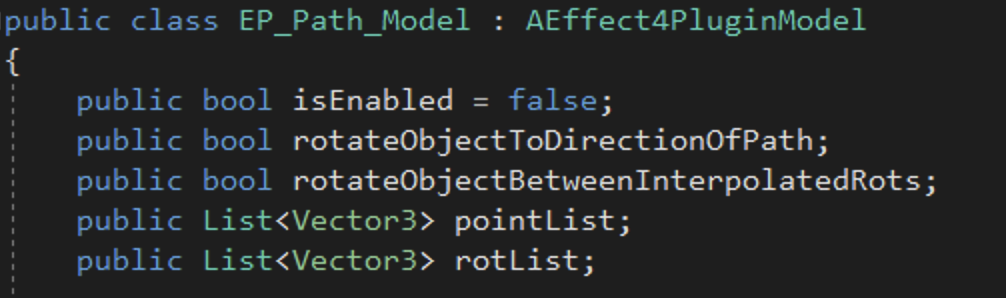 public class EP_Path_Model : AEffect4PluginModel
{
public bool isEnabled = false;
public bool rotateObjectToDirectionOfPath;
public bool rotateObjectBetweenInterpolatedRots;
public List<Vector3> pointList;
public List<Vector3> rotList;